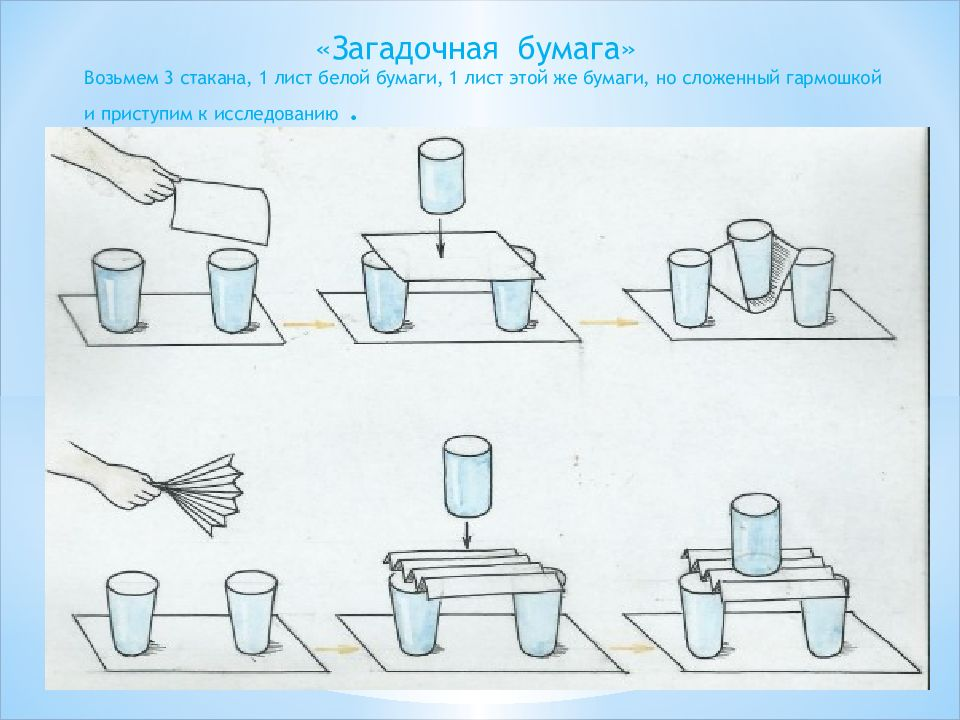 «Загадочная бумага»
Возьмем 3 стакана, 1 лист белой бумаги, 1 лист этой же бумаги, но сложенный гармошкой
и приступим к исследованию .